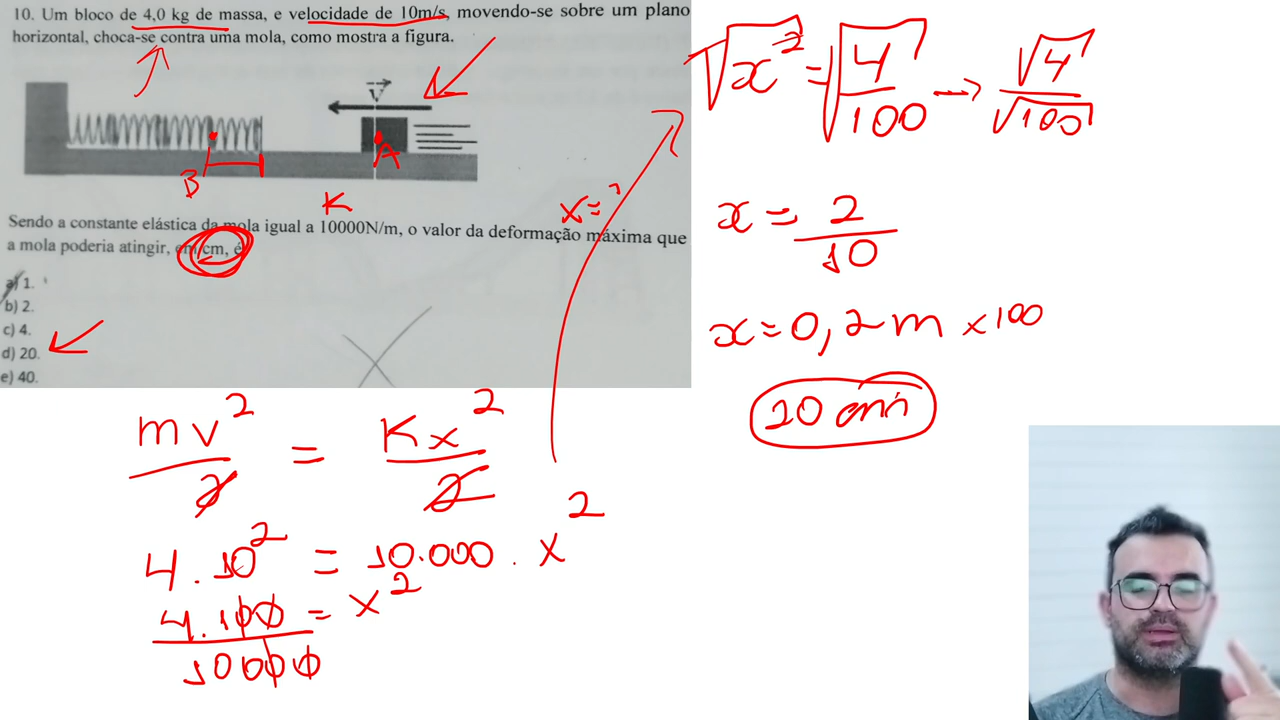 10. Um bloco de 4,0 kg de massa, e velocidade de 10m/s, movendo-se sobre um plano
horizontal, choca-se contra uma mola, como mostra a figura.
V
A
B
K
x=?
Sendo a constante elástica da mola igual a 10000N/m, o valor da deformação máxima que
a mola poderia atingir, em cm, é
a) 1.
b) 2.
c) 4.
d) 20.
e) 40.
mv²/2 = Kx²/2
4.10² = 10.000 . x²
4.100/10000 = x²
√x² = √4/100 → √4/√100
x = 2/10
x = 0,2 m x100
20 cm